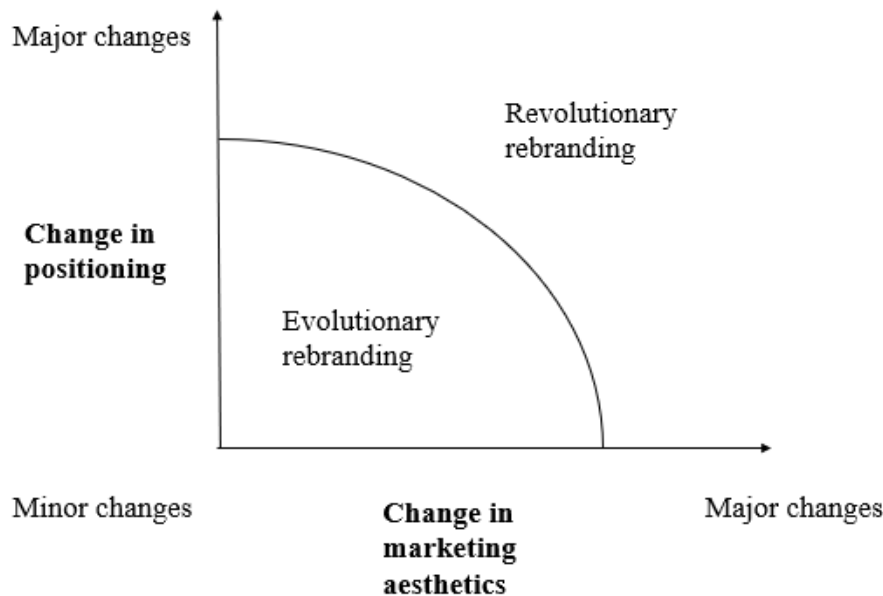 Major changes
Revolutionary
rebranding
Change in
positioning
Evolutionary
rebranding
Minor changes
Change in
marketing
aesthetics
Major changes